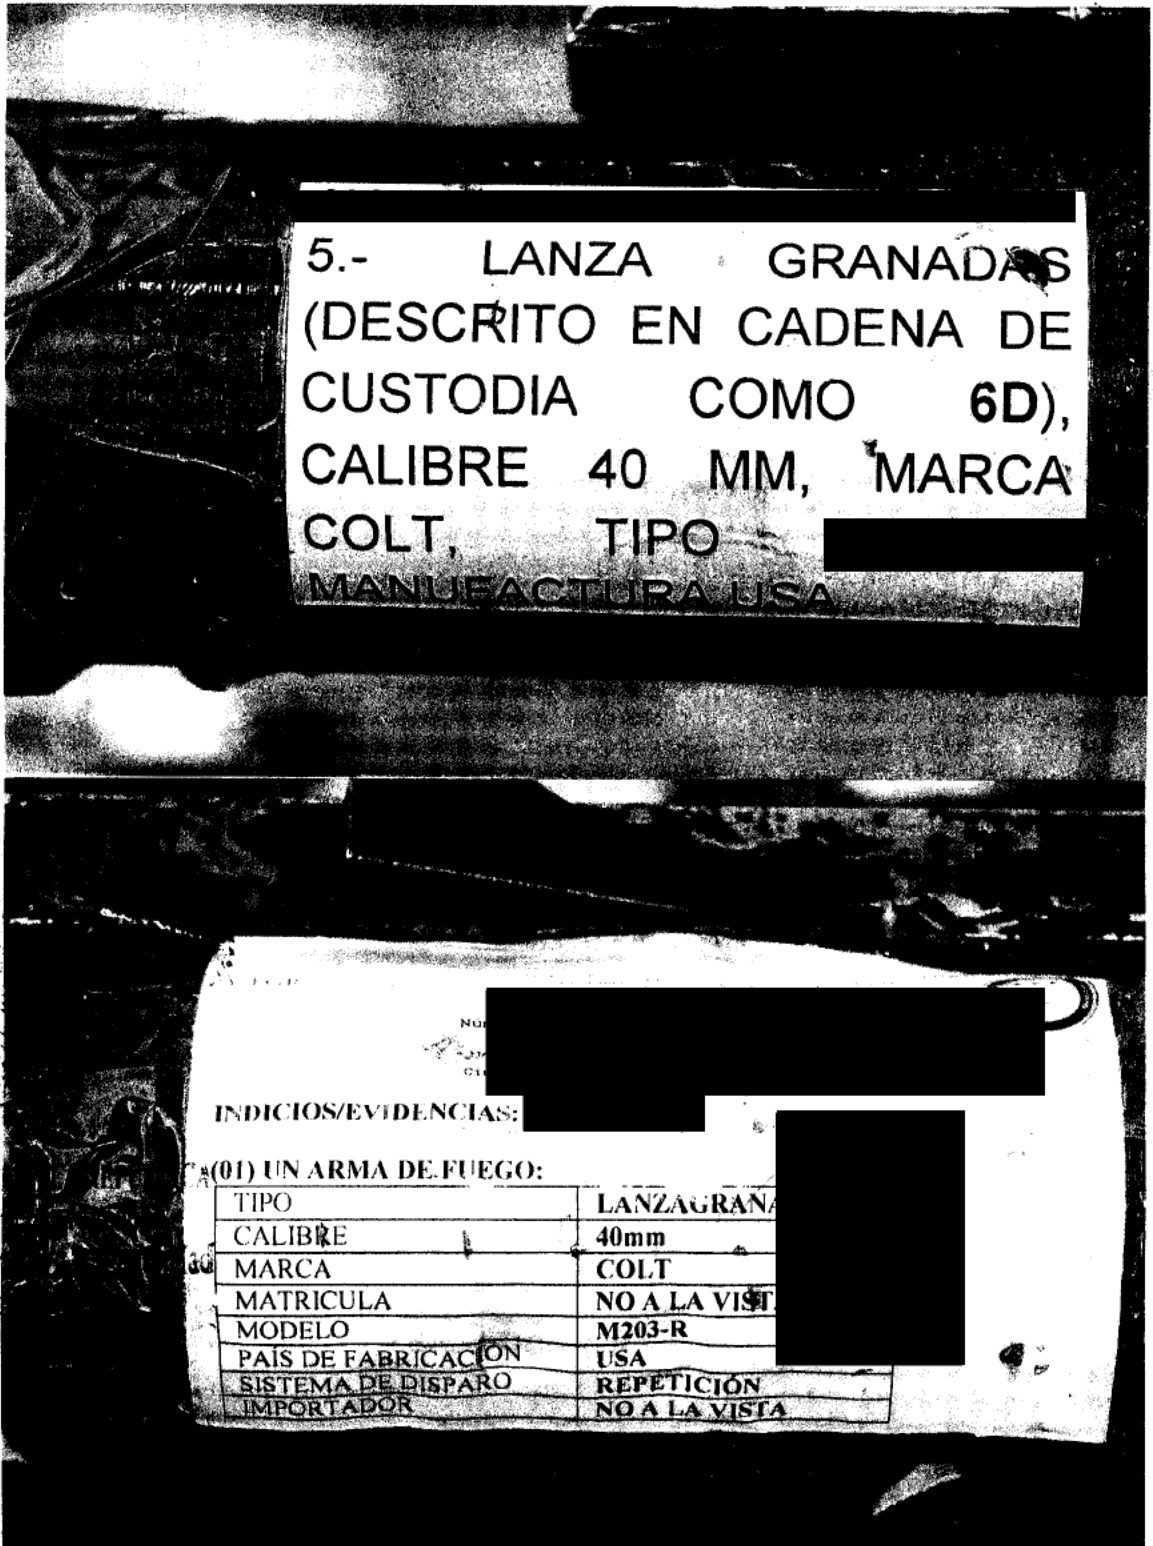 5.- LANZA GRANADAS
(DESCRITO EN CADENA DE
CUSTODIA COMO 6D),
CALIBRE 40 MM, MARCA
COLT, TIPO
MANUFACTURA USA
INDICIOS/EVIDENCIAS:
(01) UN ARMA DE FUEGO:
TIPO LANZAGRANA
CALIBRE 40mm
MARCA COLT
MATRICULA NO A LA VIST
MODELO M203-R
PAÍS DE FABRICACIÓN USA
SISTEMA DE DISPARO REPETICIÓN
IMPORTADOR NO A LA VISTA